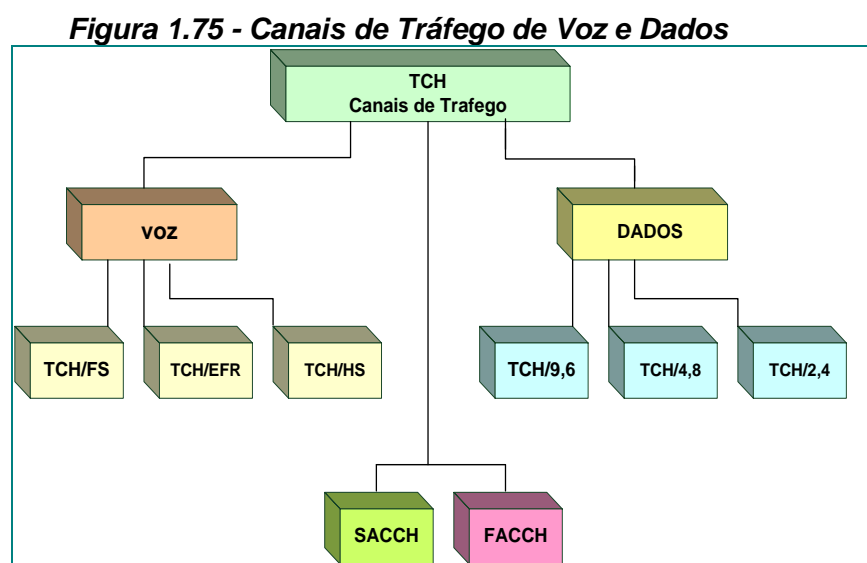 Figura 1.75 - Canais de Tráfego de Voz e Dados
TCH
Canais de Trafego
voz
DADOS
TCH/FS
TCH/EFR
TCH/HS
TCH/9,6
TCH/4,8
TCH/2,4
SACCH
FACCH